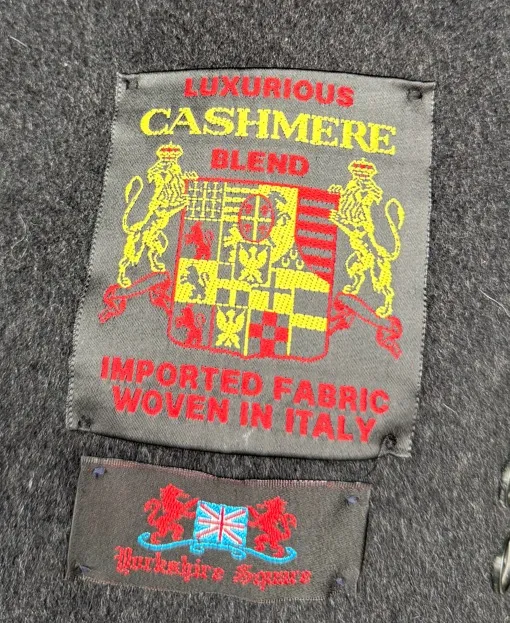 LUXURIOUS
CASHMERE
BLEND
IMPORTED FABRIC
WOVEN IN ITALY
Yorkshire Square